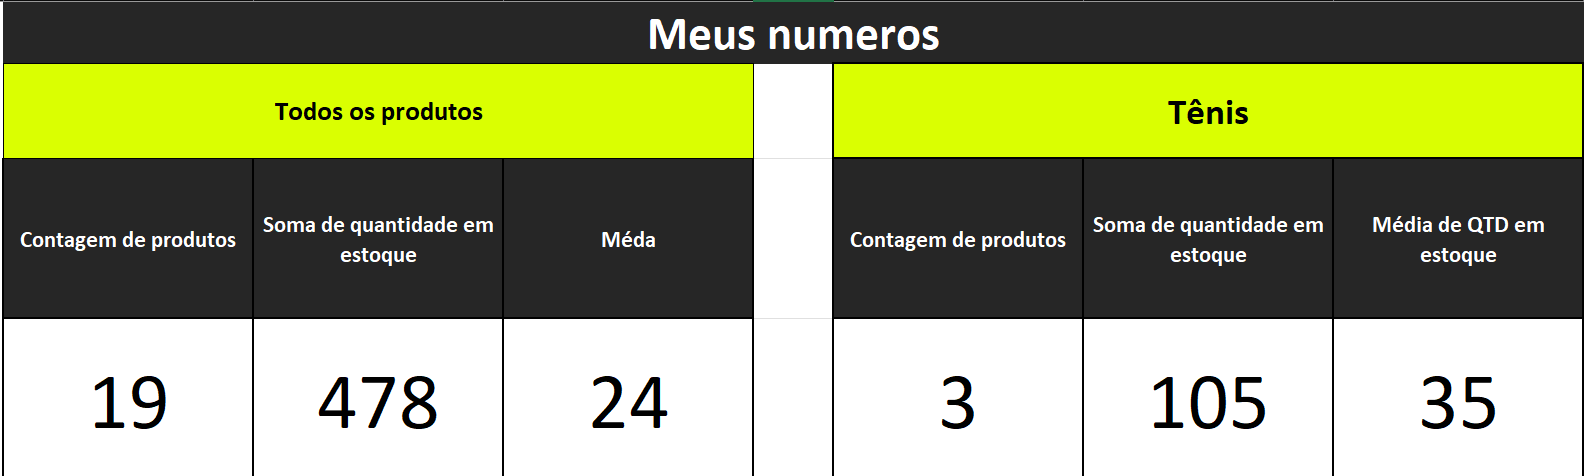 Meus numeros
Todos os produtos
Tênis
Contagem de produtos
Soma de quantidade em
estoque
Méda
Contagem de produtos
Soma de quantidade em
estoque
Média de QTD em
estoque
19
478
24
3
105
35